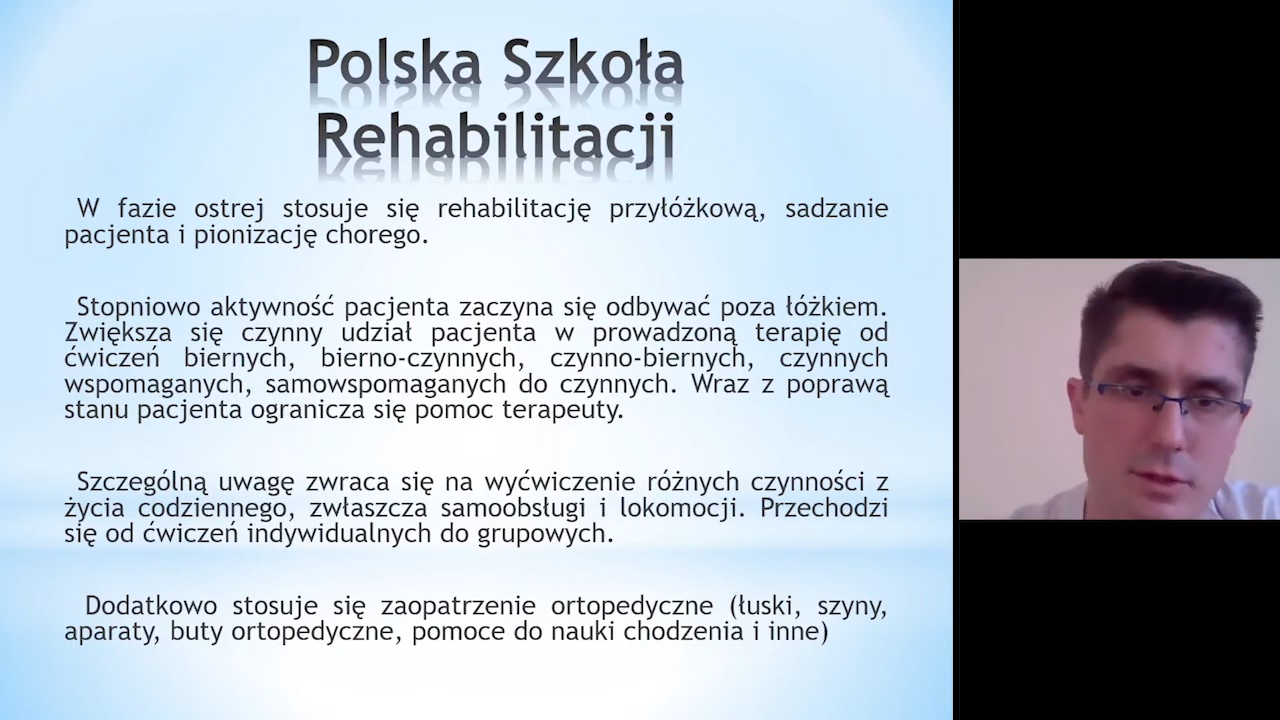 Polska Szkoła
Rehabilitacji
W fazie ostrej stosuje się rehabilitację przyłóżkową, sadzanie
pacjenta i pionizację chorego.
Stopniowo aktywność pacjenta zaczyna się odbywać poza łóżkiem.
Zwiększa się czynny udział pacjenta w prowadzoną terapię od
ćwiczeń biernych, bierno-czynnych, czynno-biernych, czynnych
wspomaganych, samowspomaganych do czynnych. Wraz z poprawą
stanu pacjenta ogranicza się pomoc terapeuty.
Szczególną uwagę zwraca się na wyćwiczenie różnych czynności z
życia codziennego, zwłaszcza samoobsługi i lokomocji. Przechodzi
się od ćwiczeń indywidualnych do grupowych.
Dodatkowo stosuje się zaopatrzenie ortopedyczne (łuski, szyny,
aparaty, buty ortopedyczne, pomoce do nauki chodzenia i inne)